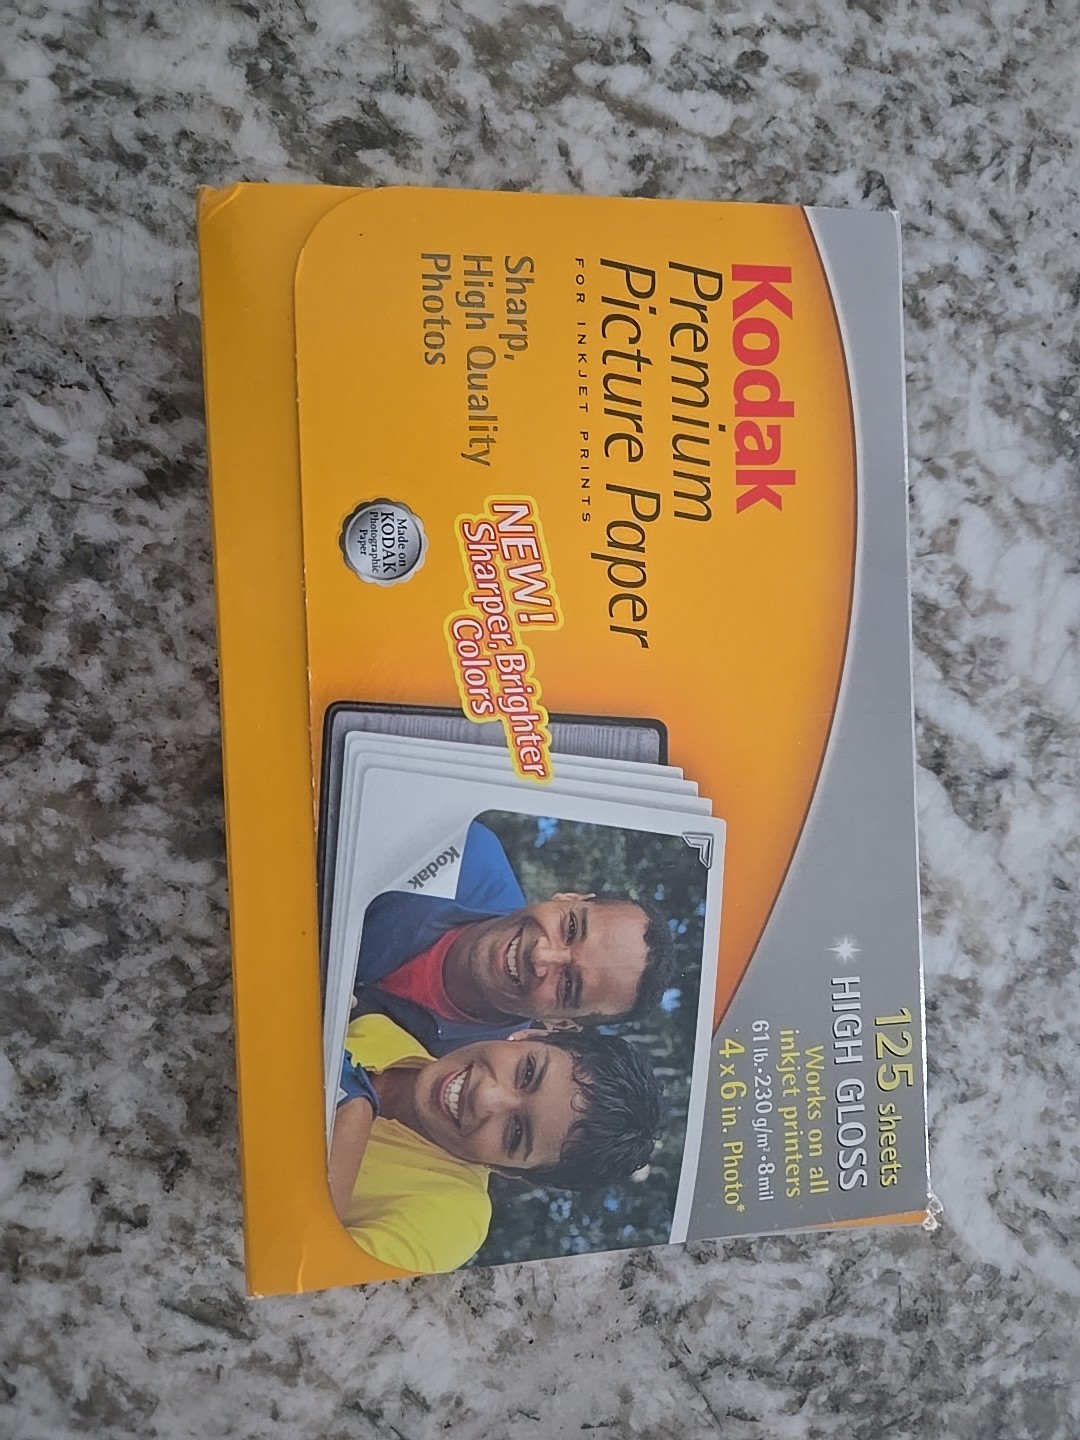 Kodak
Premium
Picture Paper
FOR INKJET PRINTS
Sharp,
High Quality
Photos
NEW!
Sharper, Brighter
Colors
Made on
KODAK
Photographic
Paper
125 sheets
HIGH GLOSS
Works on all
inkjet printers
61 lb.•230 g/m²•8 mil
4 x 6 in. Photo*
Kodak